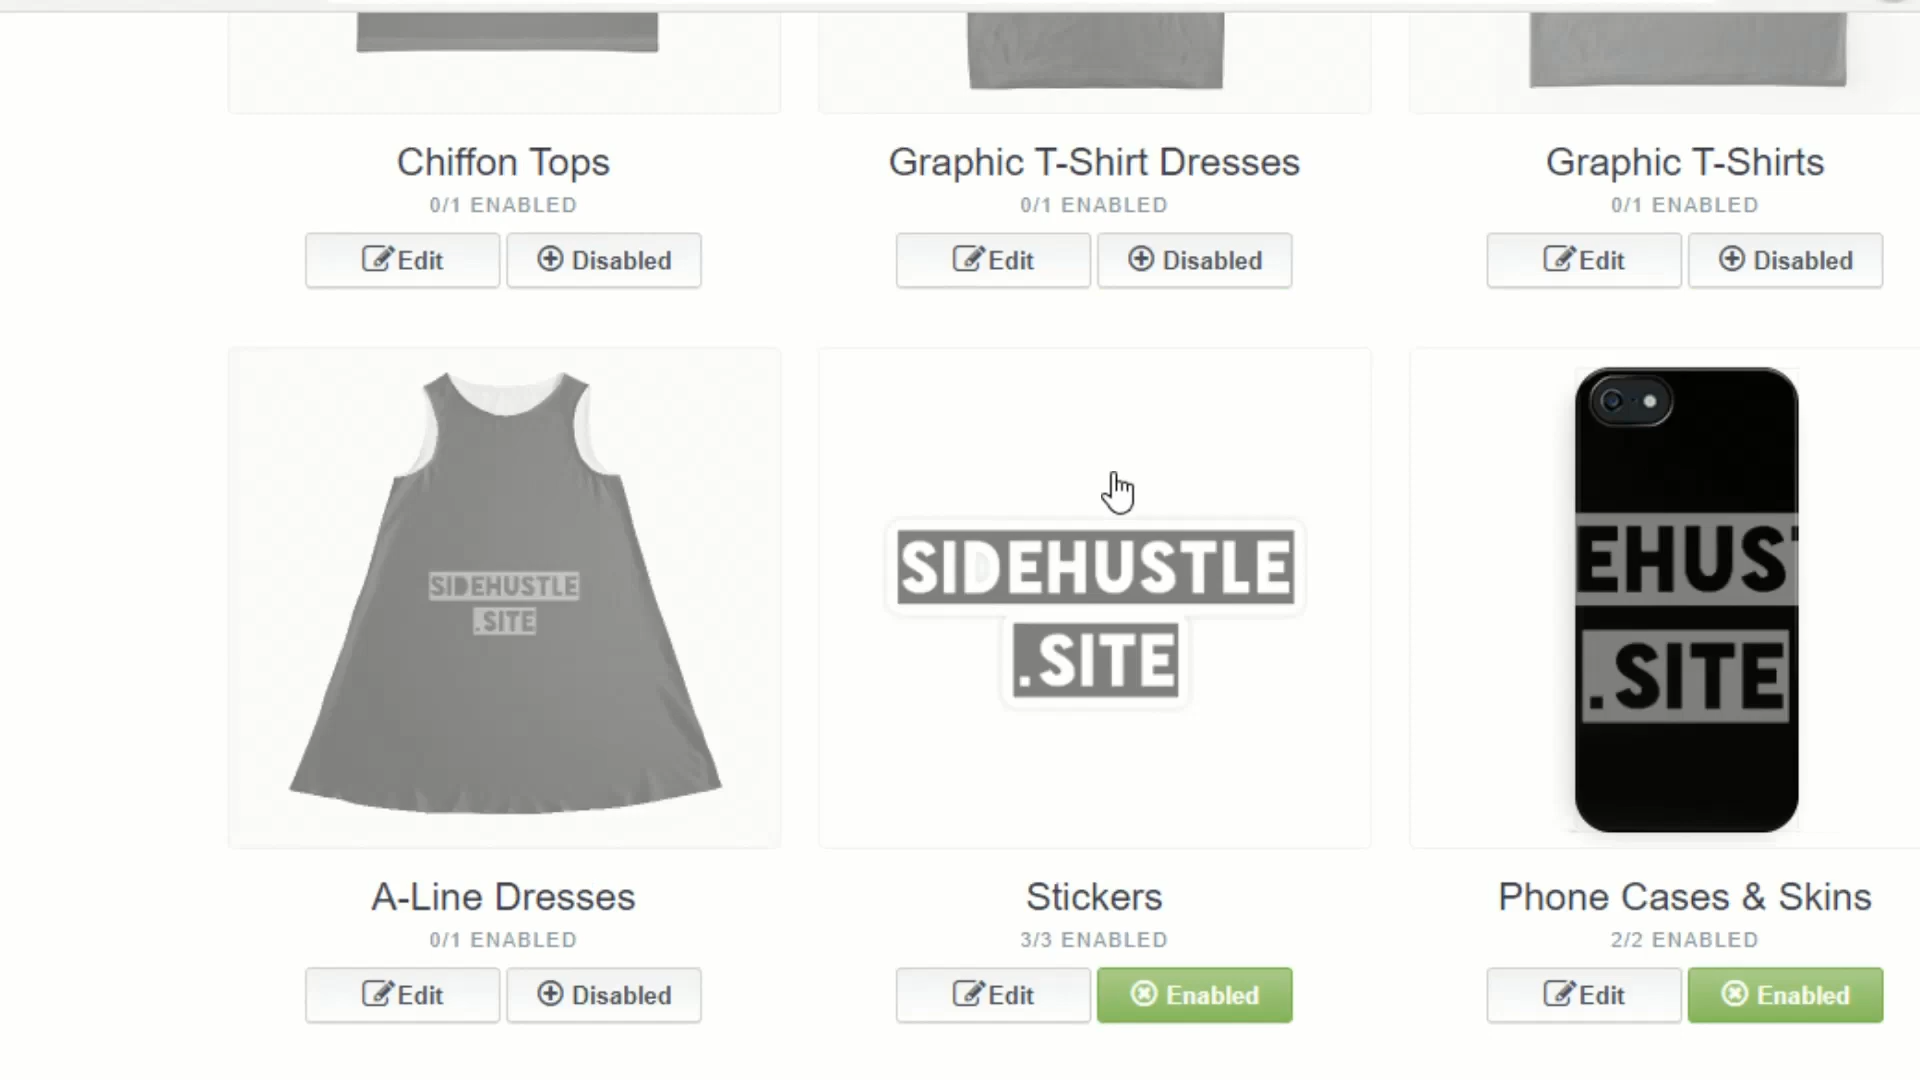 Chiffon Tops
Graphic T-Shirt Dresses
Graphic T-Shirts
0/1 ENABLED
0/1 ENABLED
0/1 ENABLED
Edit
Disabled
Edit
Disabled
Edit
Disabled
SIDEHUSTLE
.SITE
SIDEHUSTLE
.SITE
EHUS
.SITE
A-Line Dresses
Stickers
Phone Cases & Skins
0/1 ENABLED
3/3 ENABLED
2/2 ENABLED
Edit
Disabled
Edit
Enabled
Edit
Enabled